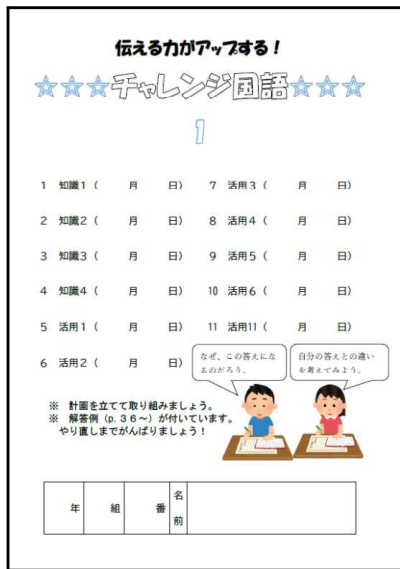 伝える力がアップする！
☆☆☆チャレンジ国語☆☆☆
1
1 知識1（ 月 日） 7 活用3（ 月 日）
2 知識2（ 月 日） 8 活用4（ 月 日）
3 知識3（ 月 日） 9 活用5（ 月 日）
4 知識4（ 月 日） 10 活用6（ 月 日）
5 活用1（ 月 日） 11 活用11（ 月 日）
6 活用2（ 月 日）
なぜ、この答えにな
るのだろう。
自分の答えとの違い
を考えてみよう。
※ 計画を立てて取り組みましょう。
※ 解答例（p.36～）が付いています。
やり直しまでがんばりましょう！
年 組 番 名前